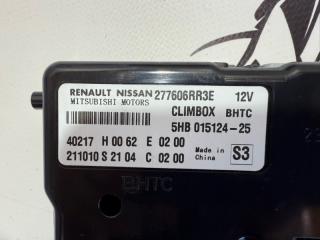 RENAULT NISSAN 277606RR3E 12V
MITSUBISHI MOTORS
CLIMBOX BHTC
5HB 015124-25
40217 H 00 62 E 02 00
211010 S 21 04 C 02 00
Made in China S3
BHTC